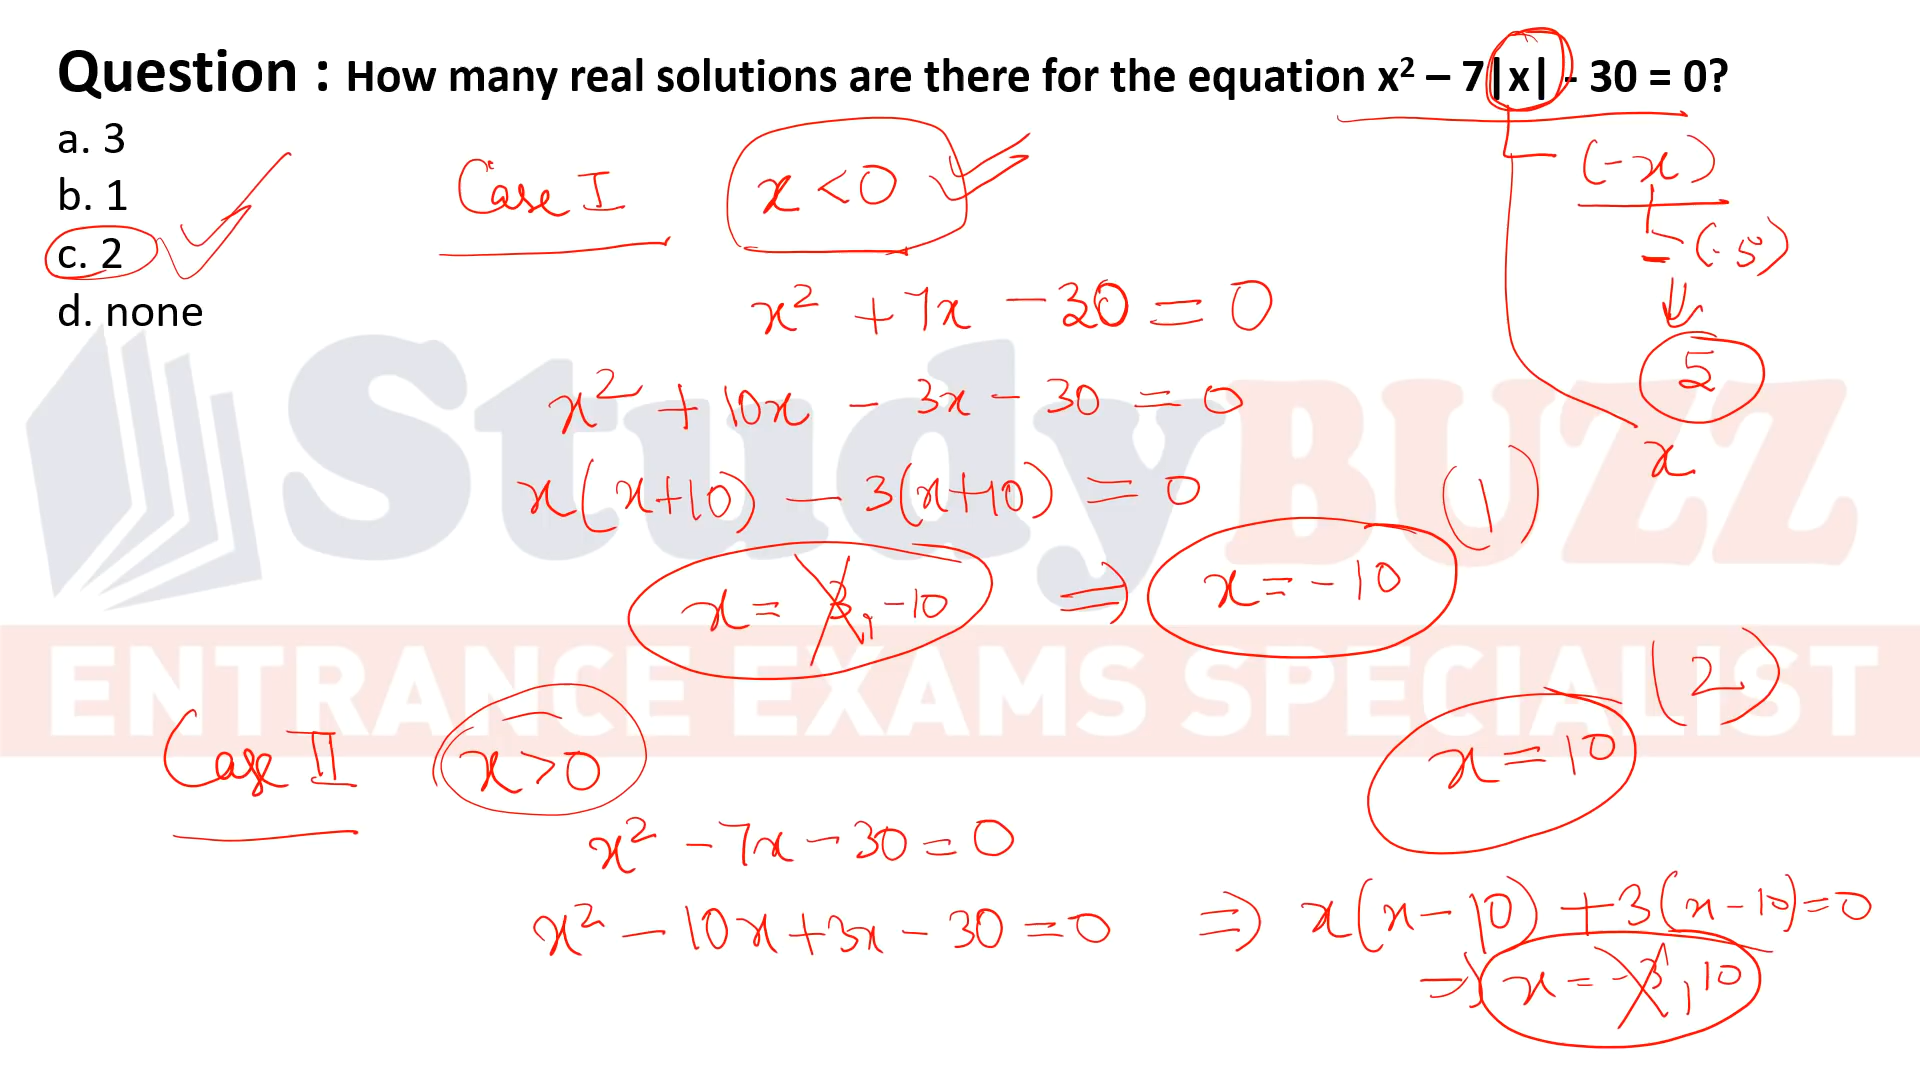 Question : How many real solutions are there for the equation x² – 7|x| - 30 = 0?
a. 3
b. 1
c. 2
d. none
Case I
x < 0
(-x)
-(-5)
5
x
x² + 7x - 30 = 0
x² + 10x - 3x - 30 = 0
x(x+10) - 3(x+10) = 0
x = 3, -10 ⇒ x = -10
(1)
StudyBUZZ
ENTRANCE EXAMS SPECIALIST
Case II
x > 0
x = 10
(2)
x² - 7x - 30 = 0
x² - 10x + 3x - 30 = 0 ⇒ x(x-10) + 3(x-10) = 0
⇒ x = -3, 10